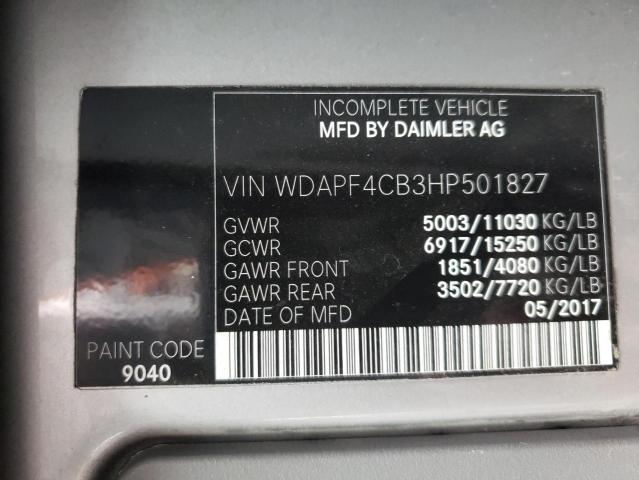 INCOMPLETE VEHICLE
MFD BY DAIMLER AG
VIN WDAPF4CB3HP501827
GVWR 5003/11030 KG/LB
GCWR 6917/15250 KG/LB
GAWR FRONT 1851/4080 KG/LB
GAWR REAR 3502/7720 KG/LB
DATE OF MFD 05/2017
PAINT CODE
9040